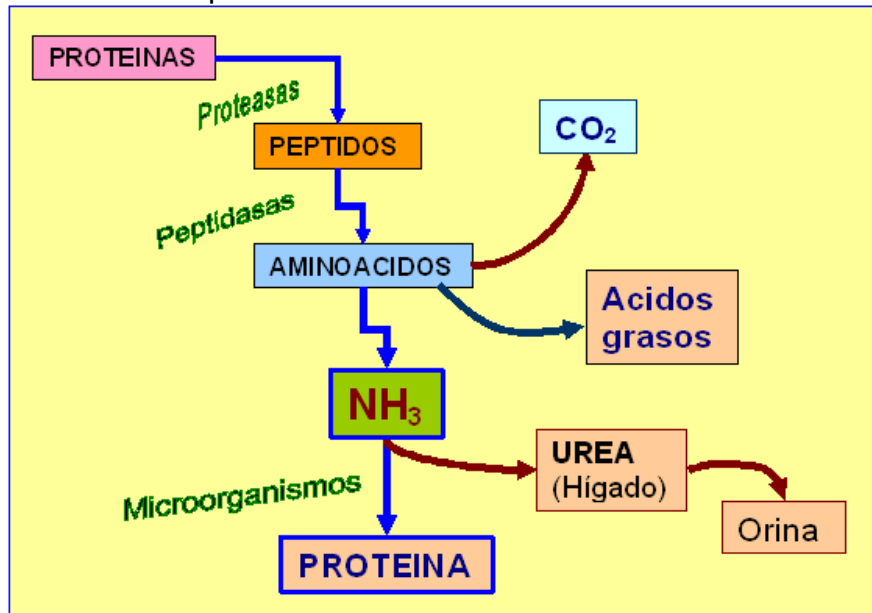 PROTEINAS
Proteasas
PEPTIDOS
CO₂
Peptidasas
AMINOACIDOS
Acidos
grasos
NH₃
UREA
(Hígado)
Microorganismos
Orina
PROTEINA